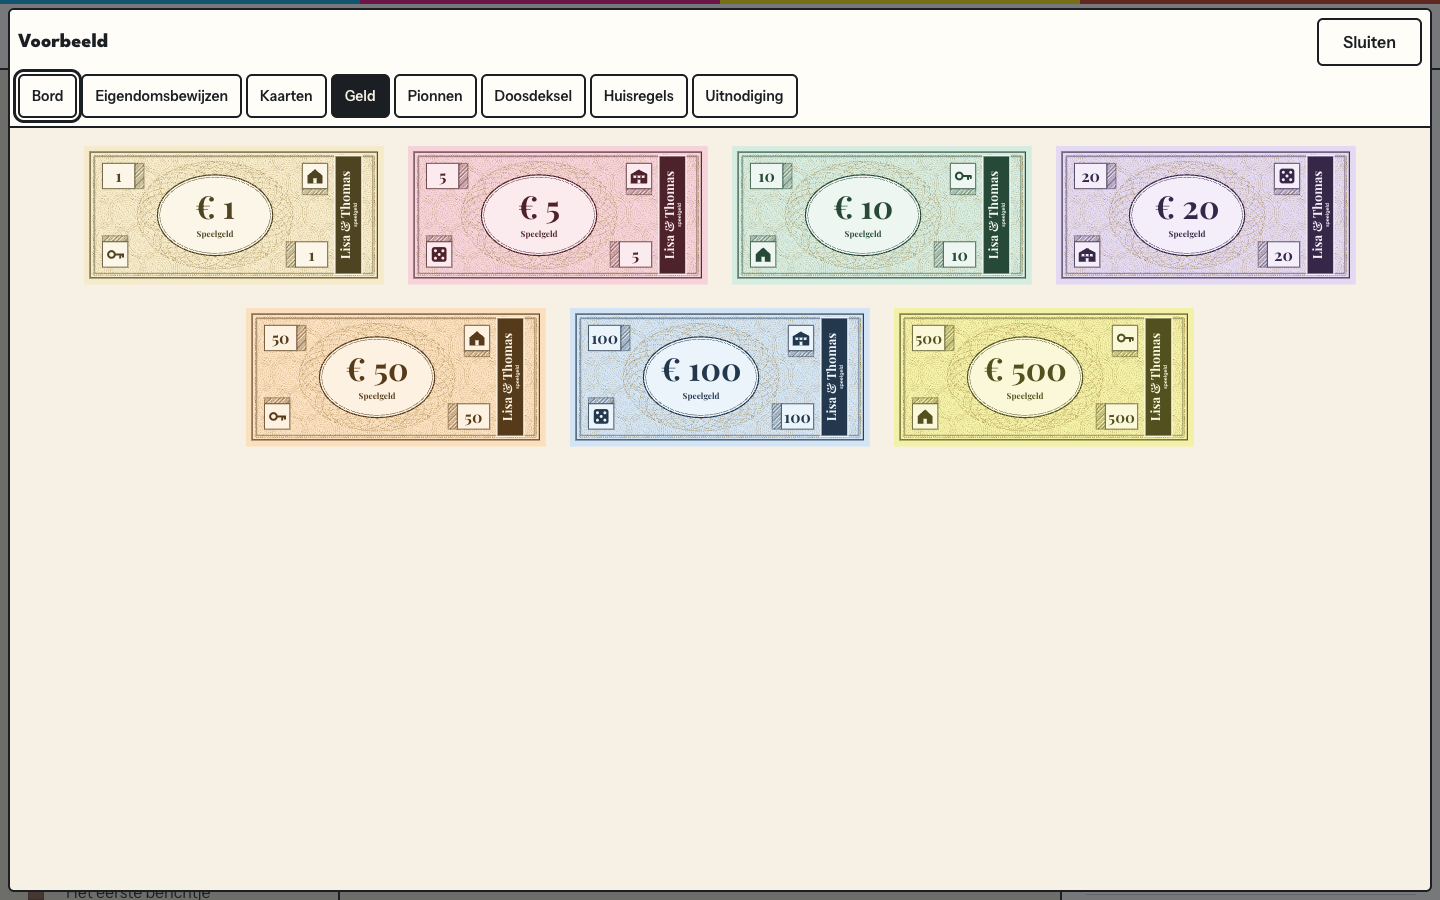 Voorbeeld
Sluiten
Bord
Eigendomsbewijzen
Kaarten
Geld
Pionnen
Doosdeksel
Huisregels
Uitnodiging
1
€ 1
Speelgeld
1
Lisa & Thomas
speelgeld
5
€ 5
Speelgeld
5
Lisa & Thomas
speelgeld
10
€ 10
Speelgeld
10
Lisa & Thomas
speelgeld
20
€ 20
Speelgeld
20
Lisa & Thomas
speelgeld
50
€ 50
Speelgeld
50
Lisa & Thomas
speelgeld
100
€ 100
Speelgeld
100
Lisa & Thomas
speelgeld
500
€ 500
Speelgeld
500
Lisa & Thomas
speelgeld
Het eerste berichtje